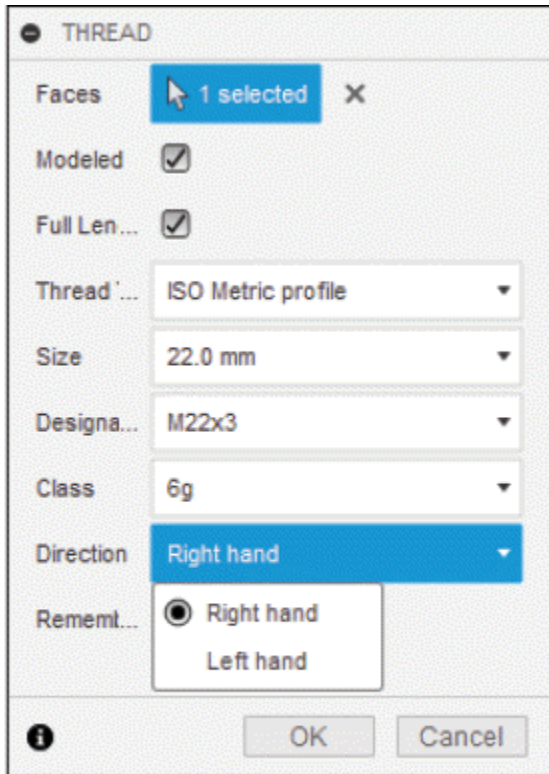 THREAD
Faces 1 selected
Modeled
Full Len...
Thread T... ISO Metric profile
Size 22.0 mm
Designa... M22x3
Class 6g
Direction Right hand
Rememt... Right hand
Left hand
OK Cancel